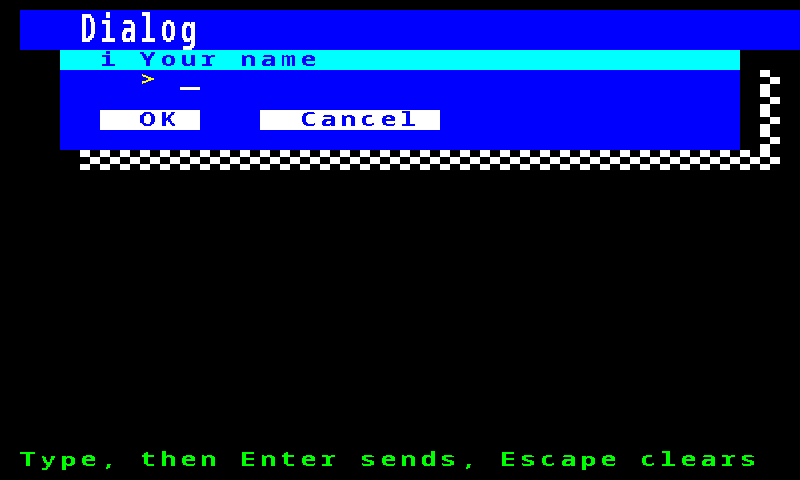 Dialog
i Your name
> _
OK Cancel
Type, then Enter sends, Escape clears